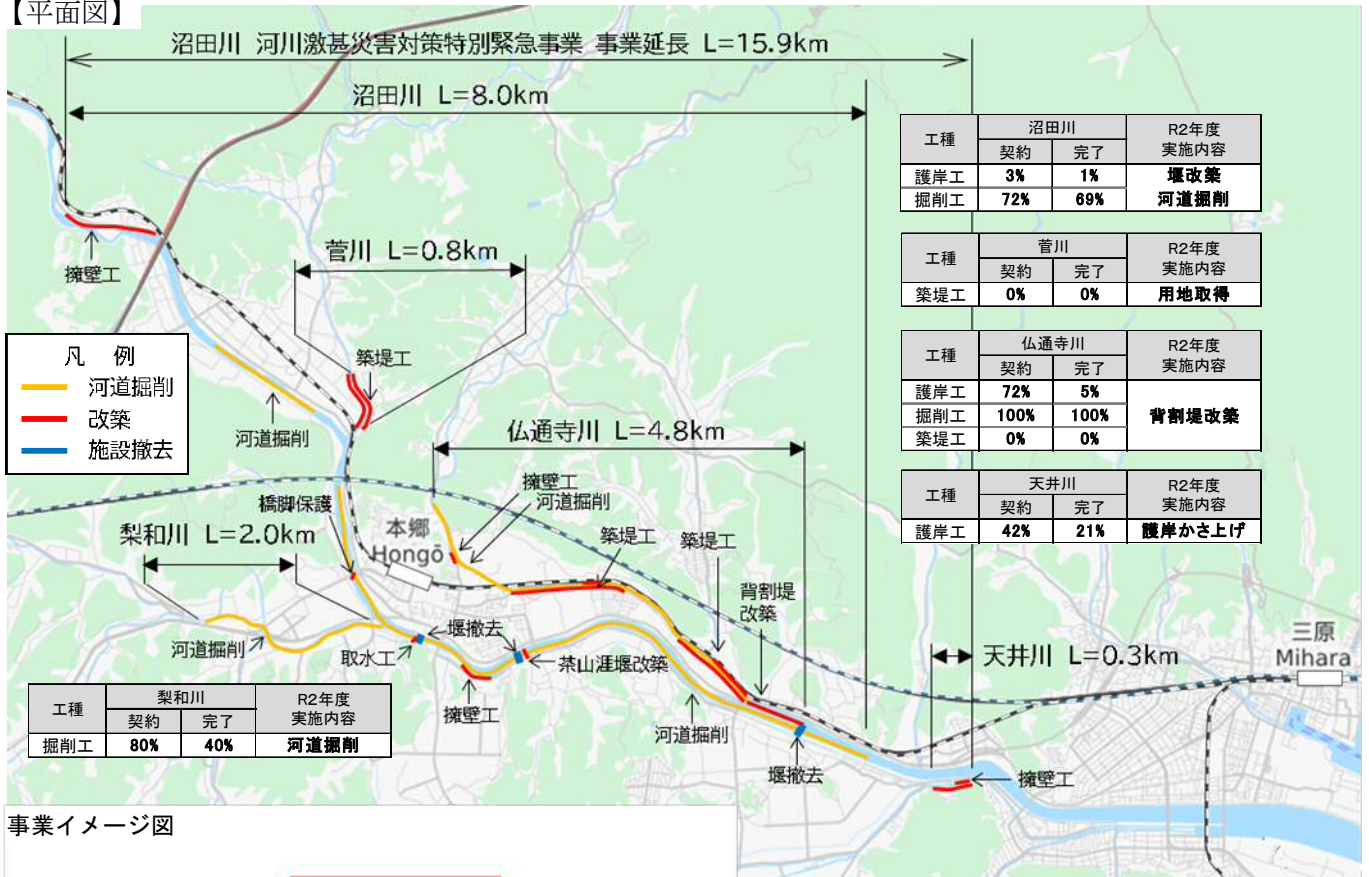 【平面図】
沼田川 河川激甚災害対策特別緊急事業 事業延長 L=15.9km
沼田川 L=8.0km
工種 沼田川 R2年度実施内容
契約 完了
護岸工 3% 1% 堰改築
掘削工 72% 69% 河道掘削
菅川 L=0.8km
工種 菅川 R2年度実施内容
契約 完了
築堤工 0% 0% 用地取得
擁壁工
凡 例
河道掘削
改築
施設撤去
築堤工
河道掘削
工種 仏通寺川 R2年度実施内容
契約 完了
護岸工 72% 5%
掘削工 100% 100% 背割堤改築
築堤工 0% 0%
仏通寺川 L=4.8km
擁壁工
河道掘削
工種 天井川 R2年度実施内容
契約 完了
護岸工 42% 21% 護岸かさ上げ
橋脚保護
梨和川 L=2.0km
本郷
Hongō
築堤工
築堤工
背割堤
改築
河道掘削
取水工
堰撤去
茶山涯堰改築
擁壁工
河道掘削
堰撤去
天井川 L=0.3km
三原
Mihara
擁壁工
工種 梨和川 R2年度実施内容
契約 完了
掘削工 80% 40% 河道掘削
事業イメージ図